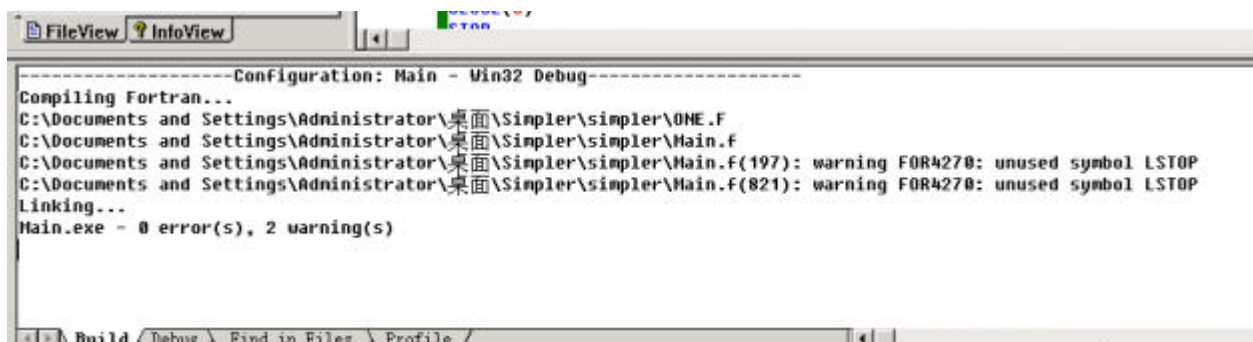 FileView InfoView
STOP
--------------------Configuration: Main - Win32 Debug--------------------
Compiling Fortran...
C:\Documents and Settings\Administrator\桌面\Simpler\simpler\ONE.F
C:\Documents and Settings\Administrator\桌面\Simpler\simpler\Main.f
C:\Documents and Settings\Administrator\桌面\Simpler\simpler\Main.f(197): warning FOR4270: unused symbol LSTOP
C:\Documents and Settings\Administrator\桌面\Simpler\simpler\Main.f(821): warning FOR4270: unused symbol LSTOP
Linking...
Main.exe - 0 error(s), 2 warning(s)
Build Debug Find in Files Profile